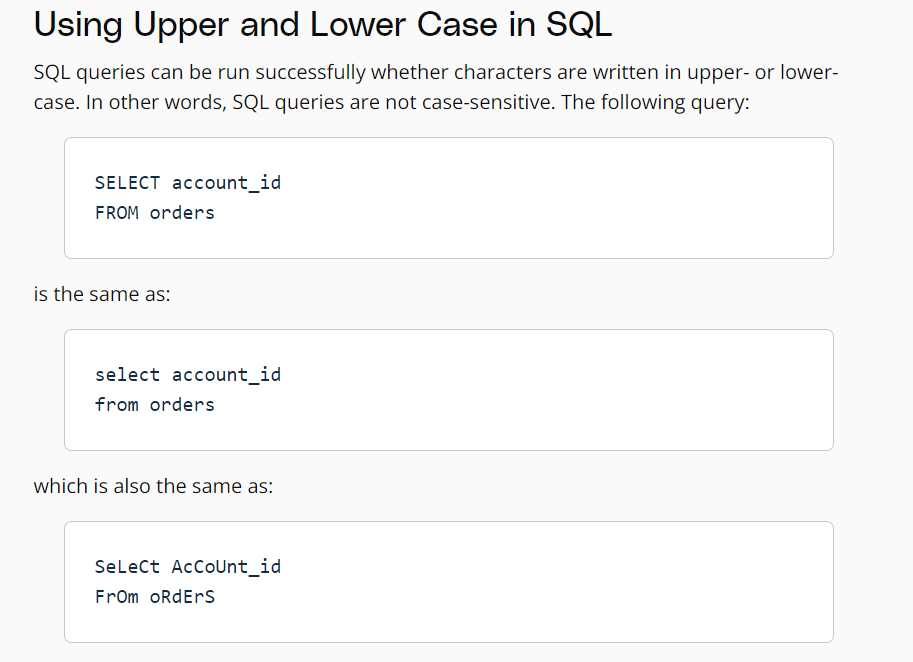 Using Upper and Lower Case in SQL
SQL queries can be run successfully whether characters are written in upper- or lower-
case. In other words, SQL queries are not case-sensitive. The following query:
SELECT account_id
FROM orders
is the same as:
select account_id
from orders
which is also the same as:
SeLeCt AcCoUnt_id
FrOm oRdErS